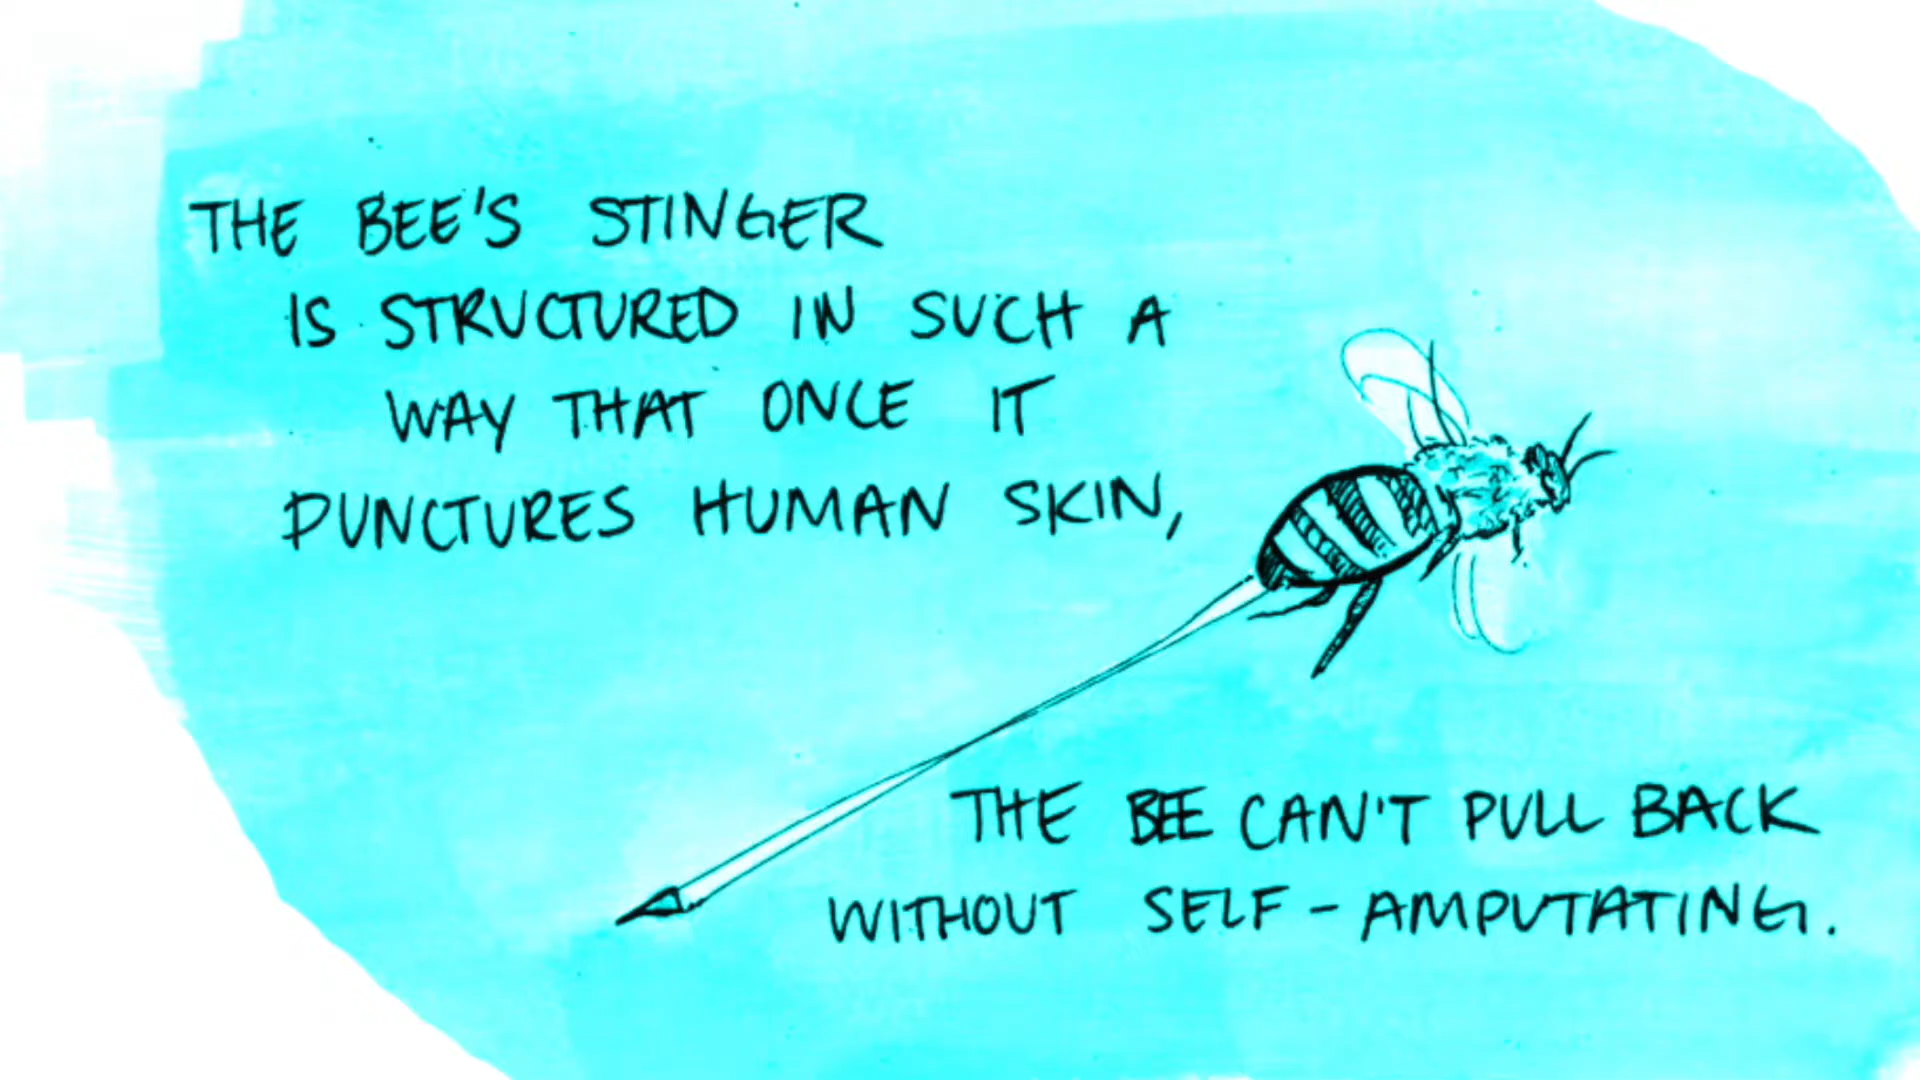 THE BEE'S STINGER
IS STRUCTURED IN SUCH A
WAY THAT ONCE IT
PUNCTURES HUMAN SKIN,
THE BEE CAN'T PULL BACK
WITHOUT SELF-AMPUTATING.